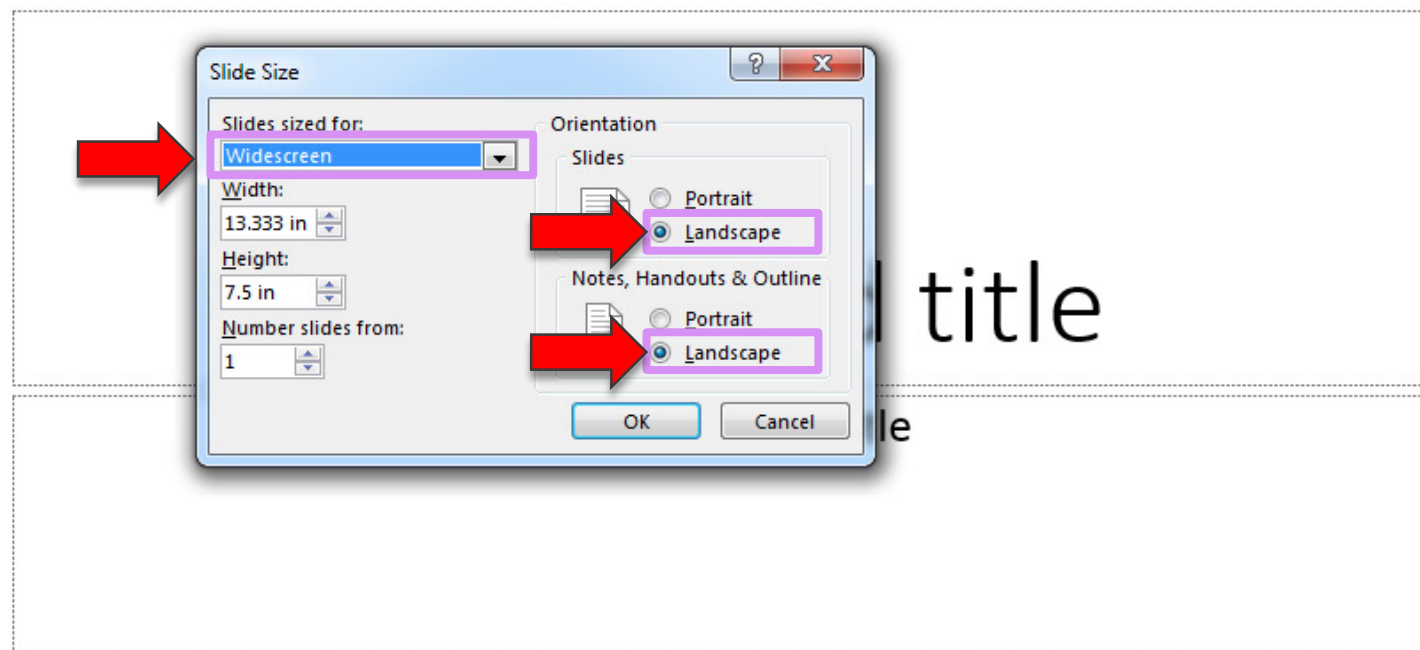 Slide Size
Slides sized for:
Widescreen
Width:
13.333 in
Height:
7.5 in
Number slides from:
1
Orientation
Slides
Portrait
Landscape
Notes, Handouts & Outline
Portrait
Landscape
OK
Cancel
title
le